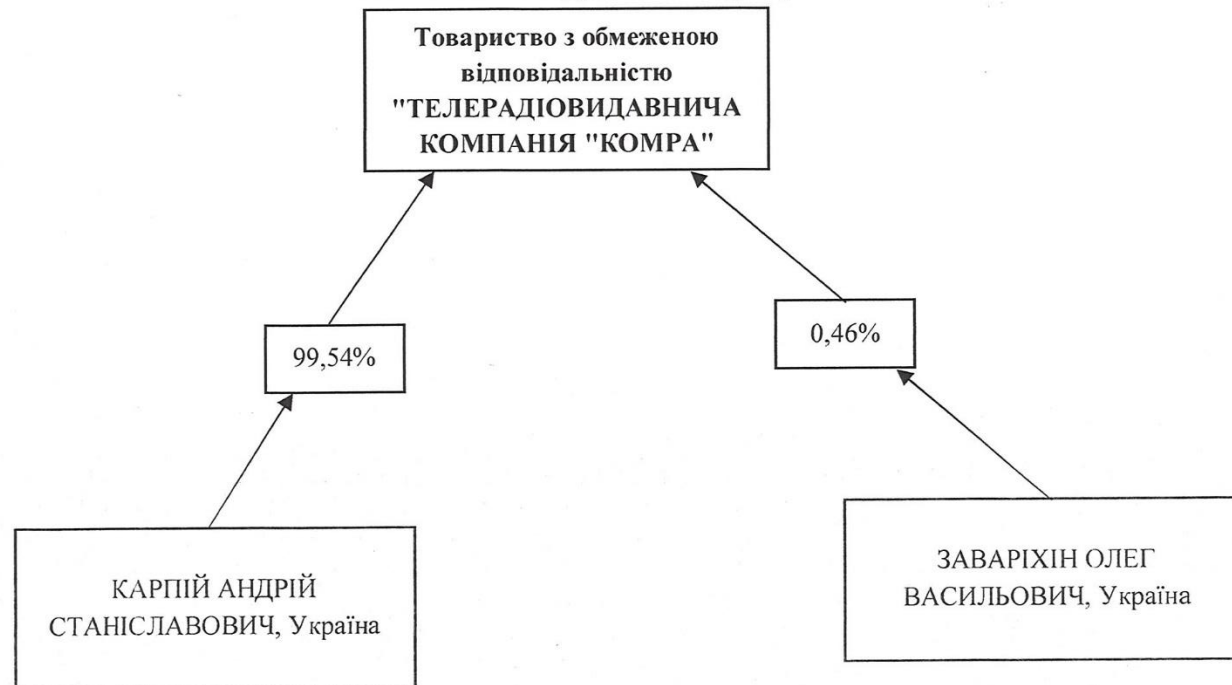 Товариство з обмеженою
відповідальністю
"ТЕЛЕРАДІОВИДАВНИЧА
КОМПАНІЯ "КОМРА"
99,54%
0,46%
КАРПІЙ АНДРІЙ
СТАНІСЛАВОВИЧ, Україна
ЗАВАРІХІН ОЛЕГ
ВАСИЛЬОВИЧ, Україна